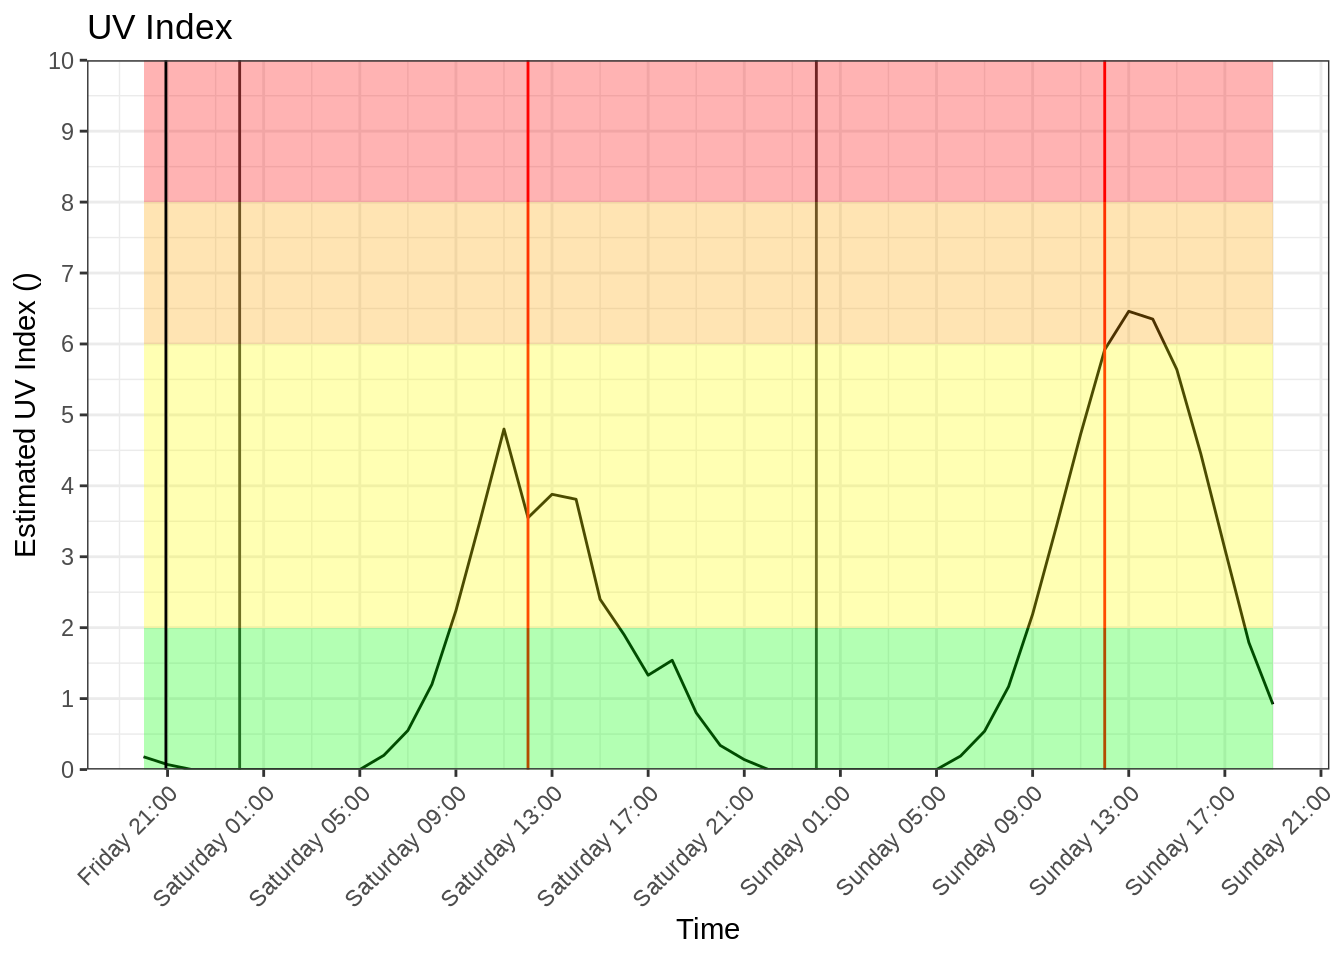 UV Index
10
9
8
7
6
5
4
3
2
1
0
Estimated UV Index ()
Friday 21:00
Saturday 01:00
Saturday 05:00
Saturday 09:00
Saturday 13:00
Saturday 17:00
Saturday 21:00
Sunday 01:00
Sunday 05:00
Sunday 09:00
Sunday 13:00
Sunday 17:00
Sunday 21:00
Time